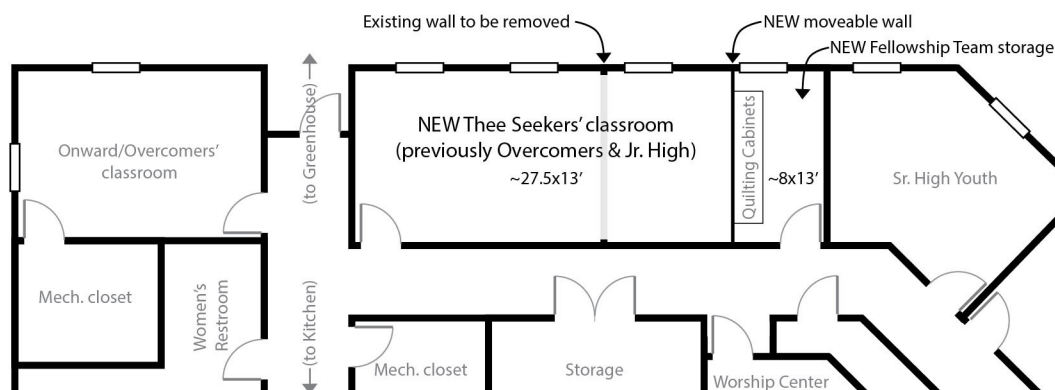 Existing wall to be removed
NEW moveable wall
NEW Fellowship Team storage
Onward/Overcomers’
classroom
(to Greenhouse)
NEW Thee Seekers’ classroom
(previously Overcomers & Jr. High)
~27.5x13’
Quilting Cabinets
~8x13’
Sr. High Youth
Mech. closet
Women’s
Restroom
(to Kitchen)
Mech. closet
Storage
Worship Center